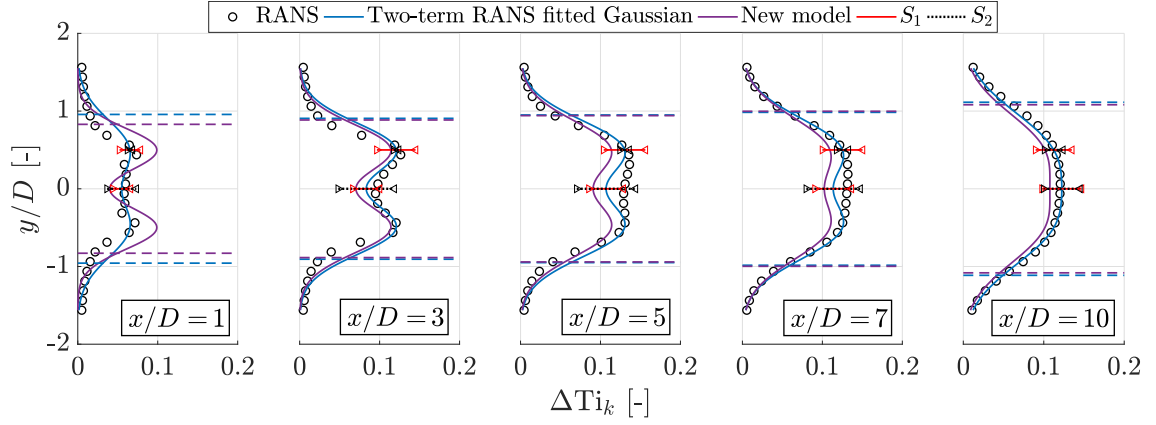 RANS Two-term RANS fitted Gaussian New model S₁ S₂
2
1
0
-1
-2
y/D [-]
x/D = 1 x/D = 3 x/D = 5 x/D = 7 x/D = 10
0 0.1 0.2 0 0.1 0.2 0 0.1 0.2 0 0.1 0.2 0 0.1 0.2
ΔTiₖ [-]